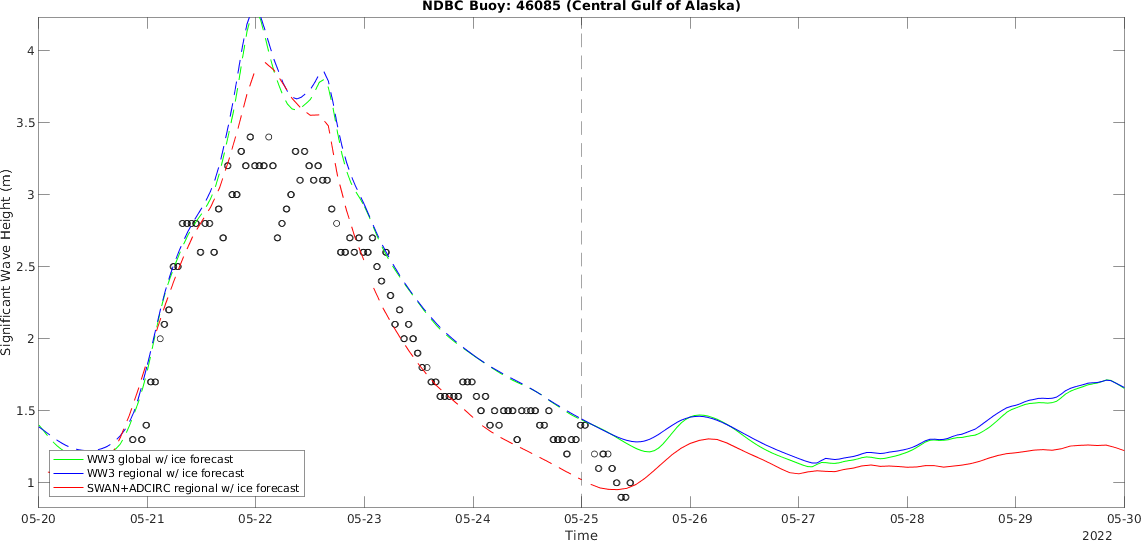 NDBC Buoy: 46085 (Central Gulf of Alaska)
4
3.5
3
2.5
2
1.5
1
Significant Wave Height (m)
WW3 global w/ ice forecast
WW3 regional w/ ice forecast
SWAN+ADCIRC regional w/ ice forecast
05-20 05-21 05-22 05-23 05-24 05-25 05-26 05-27 05-28 05-29 05-30
Time
2022